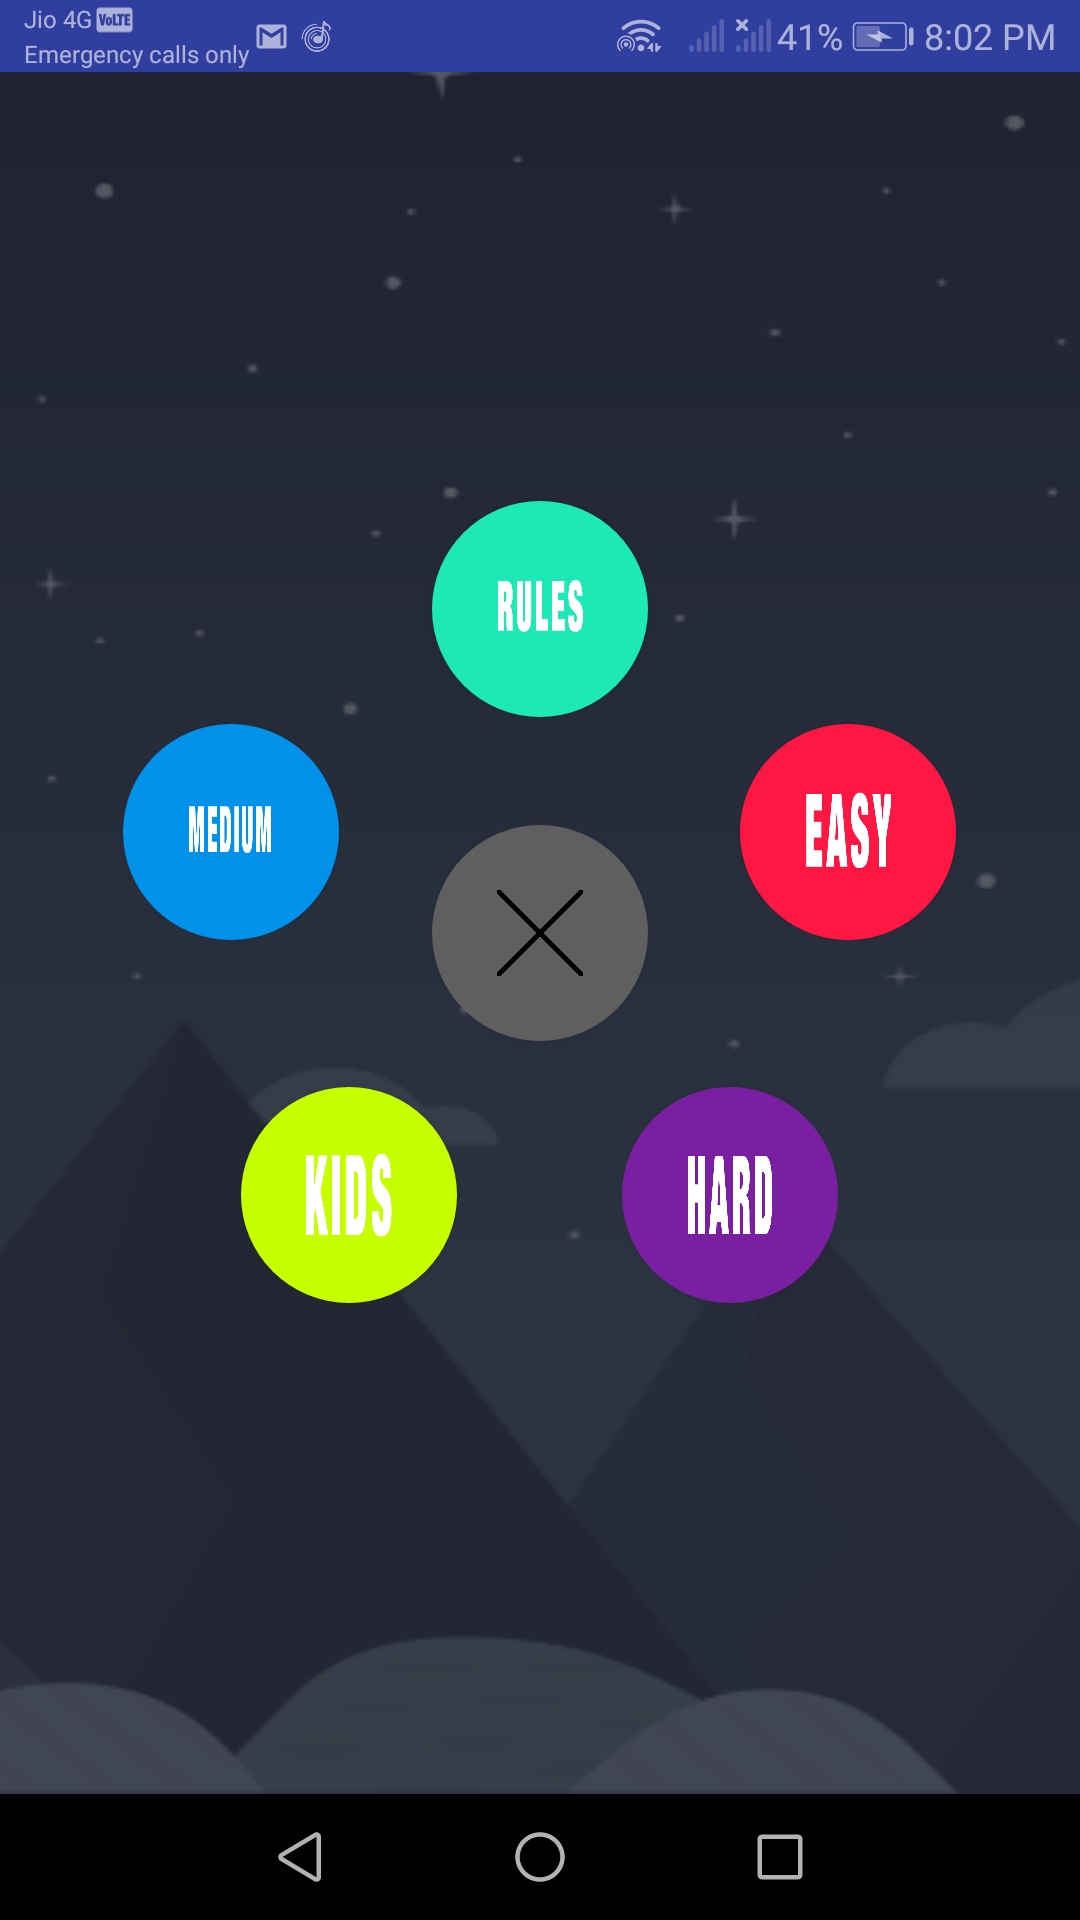 Jio 4G VoLTE
Emergency calls only
41% 8:02 PM
RULES
MEDIUM
EASY
KIDS
HARD